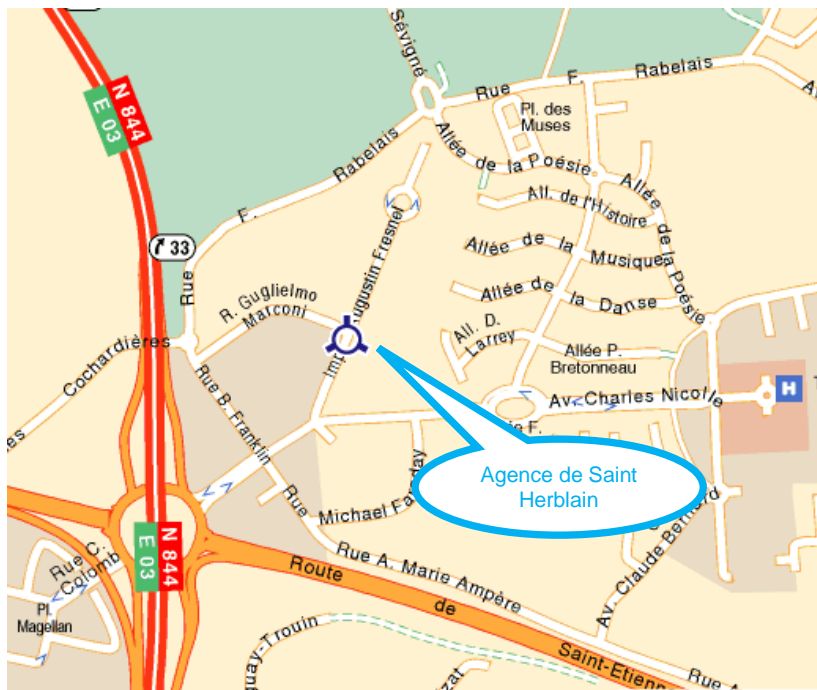 Sévigné
Rue F. Rabelais
Pl. des
Muses
Allée de la Poésie
N 844
E 03
Rue F. Rabelais
All. de l'Histoire
Allée de la Poésie
33
Allée de la Musique
Augustin Fresnel
R. Guglielmo
Marconi
Allée de la Danse
All. D.
Larrey
Allée P.
Bretonneau
Cochardières
Rue B. Franklin
Av. Charles Nicolle
H
Agence de Saint
Herblain
Rue Michael Faraday
Av. Claude Bernard
E 03
N 844
Rue C.
Colomb
Route de Saint-Etienne
Rue A. Marie Ampère
Pl.
Magellan
Rue A.